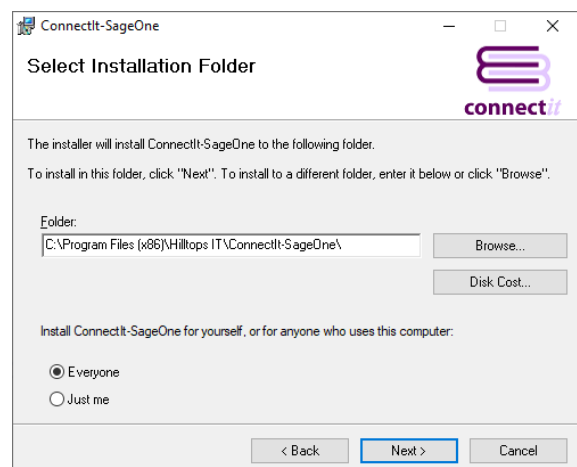 ConnectIt-SageOne
Select Installation Folder
connectit
The installer will install ConnectIt-SageOne to the following folder.
To install in this folder, click "Next". To install to a different folder, enter it below or click "Browse".
Folder:
C:\Program Files (x86)\Hilltops IT\ConnectIt-SageOne\
Browse...
Disk Cost...
Install ConnectIt-SageOne for yourself, or for anyone who uses this computer:
Everyone
Just me
< Back
Next >
Cancel